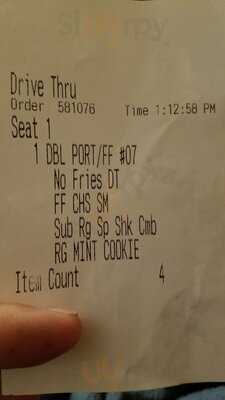 Drive Thru
Order 581076 Time 1:12:58 PM
Seat 1
1 DBL PORT/FF #07
No Fries DT
FF CHS SM
Sub Rg Sp Shk Cmb
RG MINT COOKIE
Item Count 4